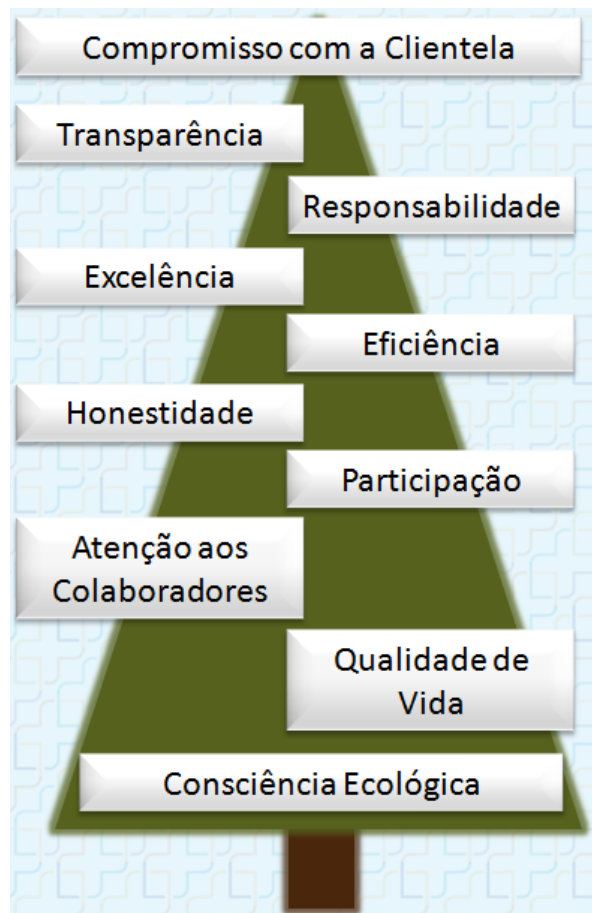 Compromisso com a Clientela
Transparência
Responsabilidade
Excelência
Eficiência
Honestidade
Participação
Atenção aos
Colaboradores
Qualidade de
Vida
Consciência Ecológica